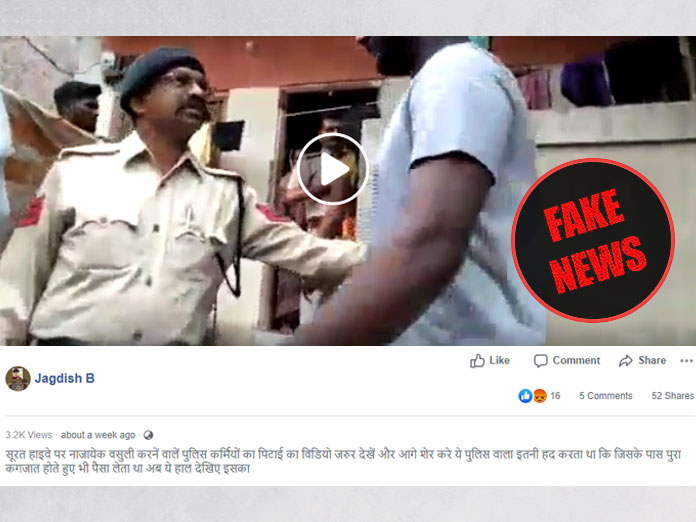 FAKE
NEWS
Like Comment Share
Jagdish B
16 5 Comments 52 Shares
3.2K Views · about a week ago ·
सूरत हाइवे पर नाजायेक वसुली करनें वालें पुलिस कर्मियों का पिटाई का विडियो जरुर देखें और आगे शेर करे ये पुलिस वाला इतनी हद करता था कि जिसके पास पुरा
कगजात होते हुए भी पैसा लेता था अब ये हाल देखिए इसका